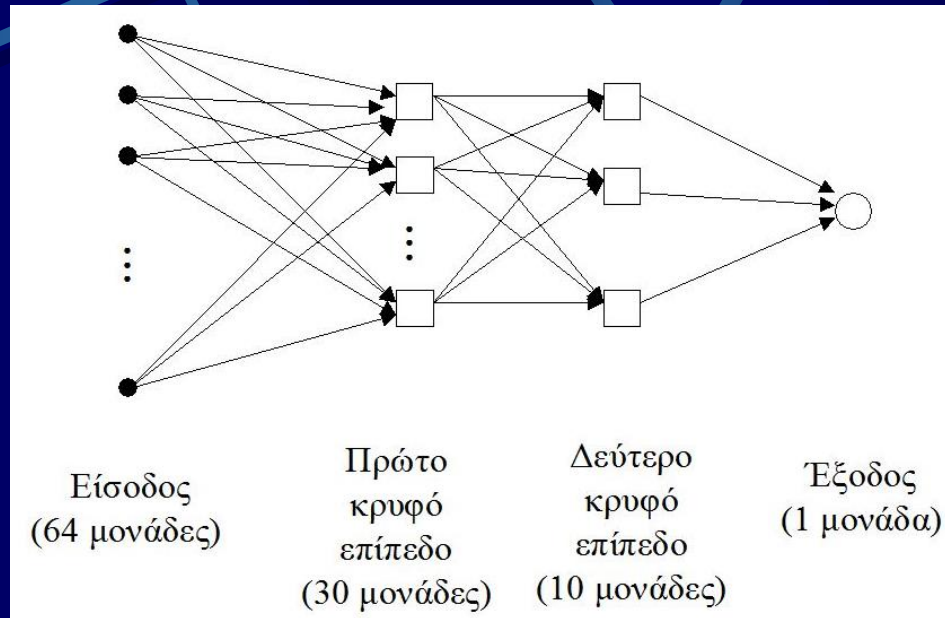 Είσοδος
(64 μονάδες)
Πρώτο
κρυφό
επίπεδο
(30 μονάδες)
Δεύτερο
κρυφό
επίπεδο
(10 μονάδες)
Έξοδος
(1 μονάδα)